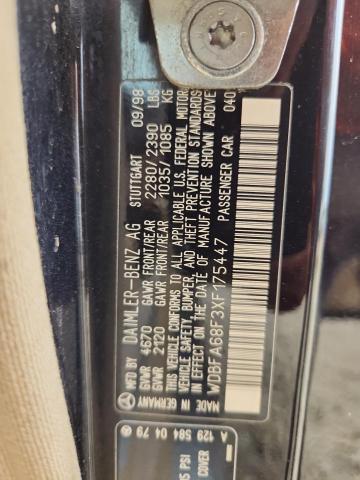 MFD BY DAIMLER-BENZ AG STUTTGART 09/98
GVWR 4670 GAWR FRONT/REAR 2280/2390 LBS
GVWR 2120 GAWR FRONT/REAR 1035/1085 KG
THIS VEHICLE CONFORMS TO ALL APPLICABLE U.S. FEDERAL MOTOR
VEHICLE SAFETY, BUMPER, AND THEFT PREVENTION STANDARDS
IN EFFECT ON THE DATE OF MANUFACTURE SHOWN ABOVE
WDBFA68F3XF175447 PASSENGER CAR 040
MADE IN GERMANY
A 129 584 04 79
PSI
COVER